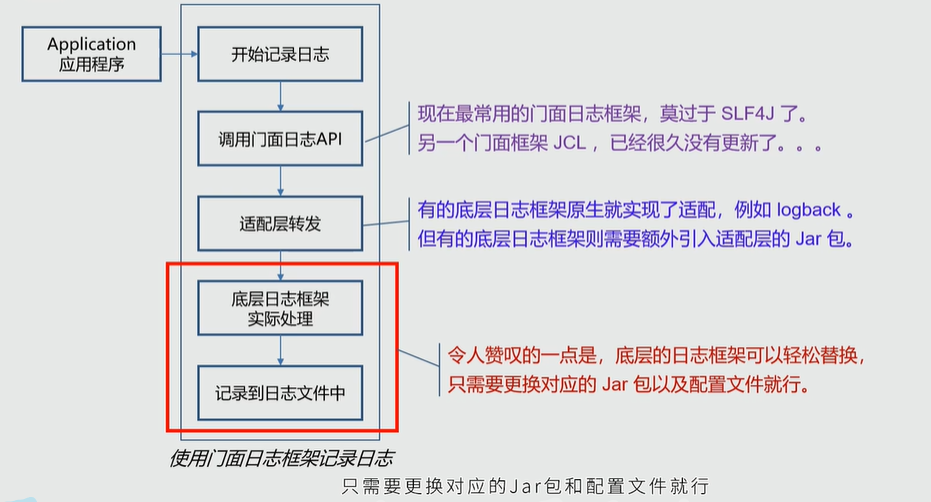 Application
应用程序
开始记录日志
调用门面日志API
现在最常用的门面日志框架，莫过于 SLF4J 了。
另一个门面框架 JCL ，已经很久没有更新了。。。
适配层转发
有的底层日志框架原生就实现了适配，例如 logback 。
但有的底层日志框架则需要额外引入适配层的 Jar 包。
底层日志框架
实际处理
令人赞叹的一点是，底层的日志框架可以轻松替换，
只需要更换对应的 Jar 包以及配置文件就行。
记录到日志文件中
使用门面日志框架记录日志
只需要更换对应的Jar包和配置文件就行